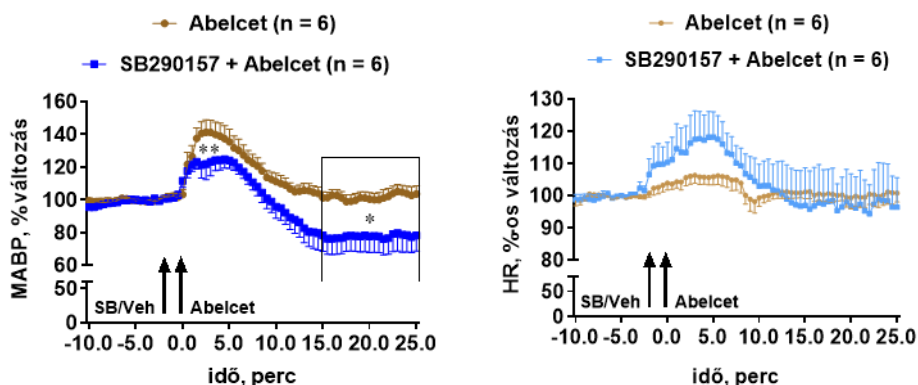 Abelcet (n = 6)
SB290157 + Abelcet (n = 6)
MABP, % változás
160
140
120
100
80
60
50
0
**
*
SB/Veh
Abelcet
-10.0 -5.0 0.0 5.0 10.0 15.0 20.0 25.0
idő, perc
Abelcet (n = 6)
SB290157 + Abelcet (n = 6)
HR, %-os változás
130
120
110
100
90
80
50
0
SB/Veh
Abelcet
-10.0 -5.0 0.0 5.0 10.0 15.0 20.0 25.0
idő, perc